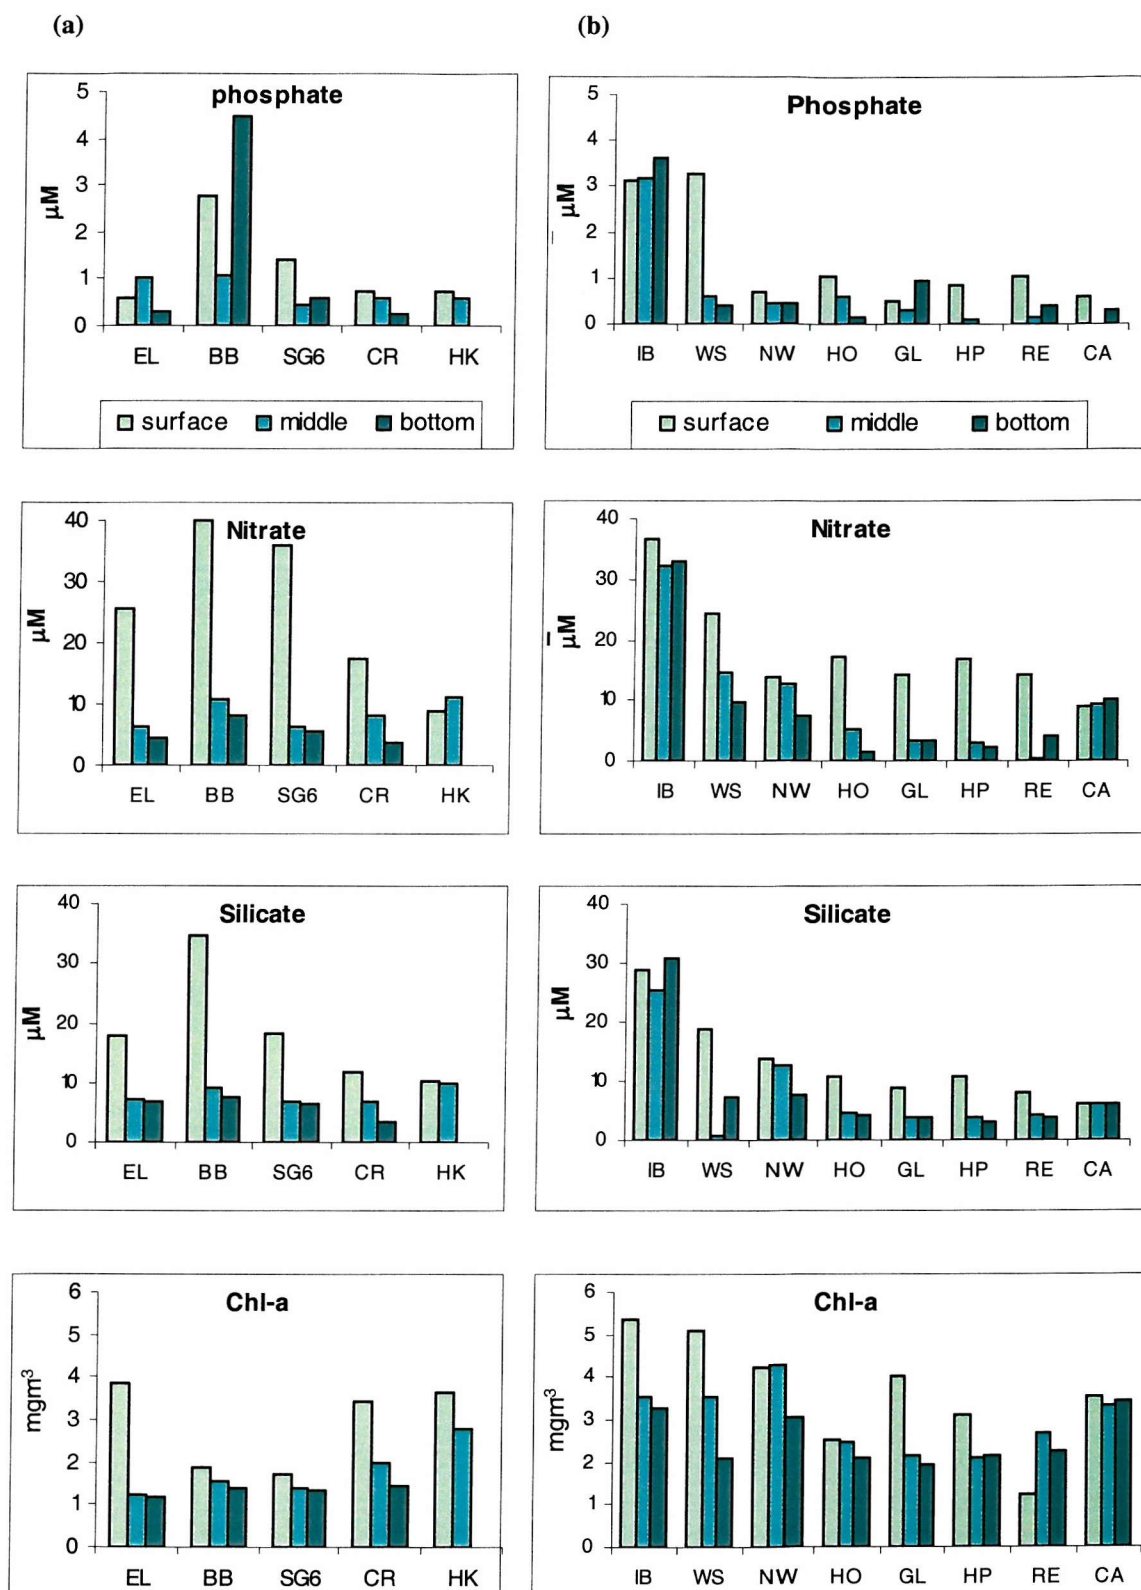 (a)
phosphate
µM
5
4
3
2
1
0
EL BB SG6 CR HK
surface middle bottom
Nitrate
µM
40
30
20
10
0
EL BB SG6 CR HK
Silicate
µM
40
30
20
10
0
EL BB SG6 CR HK
Chl-a
mgm³
6
5
4
3
2
1
0
EL BB SG6 CR HK
(b)
Phosphate
µM
5
4
3
2
1
0
IB WS NW HO GL HP RE CA
surface middle bottom
Nitrate
µM
40
30
20
10
0
IB WS NW HO GL HP RE CA
Silicate
µM
40
30
20
10
0
IB WS NW HO GL HP RE CA
Chl-a
mgm³
6
5
4
3
2
1
0
IB WS NW HO GL HP RE CA